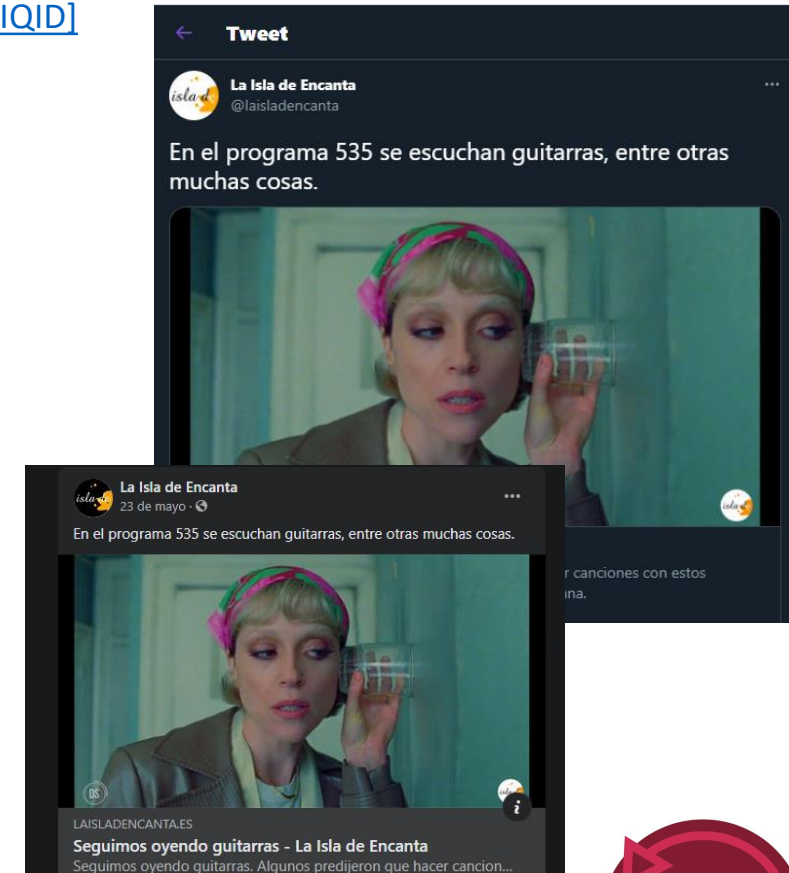 IQID]
Tweet
La Isla de Encanta
@laisladencanta
En el programa 535 se escuchan guitarras, entre otras
muchas cosas.
r canciones con estos
na.
La Isla de Encanta
23 de mayo ·
En el programa 535 se escuchan guitarras, entre otras muchas cosas.
DS
LAISLADENCANTA.ES
Seguimos oyendo guitarras - La Isla de Encanta
Seguimos oyendo guitarras. Algunos predijeron que hacer cancion...